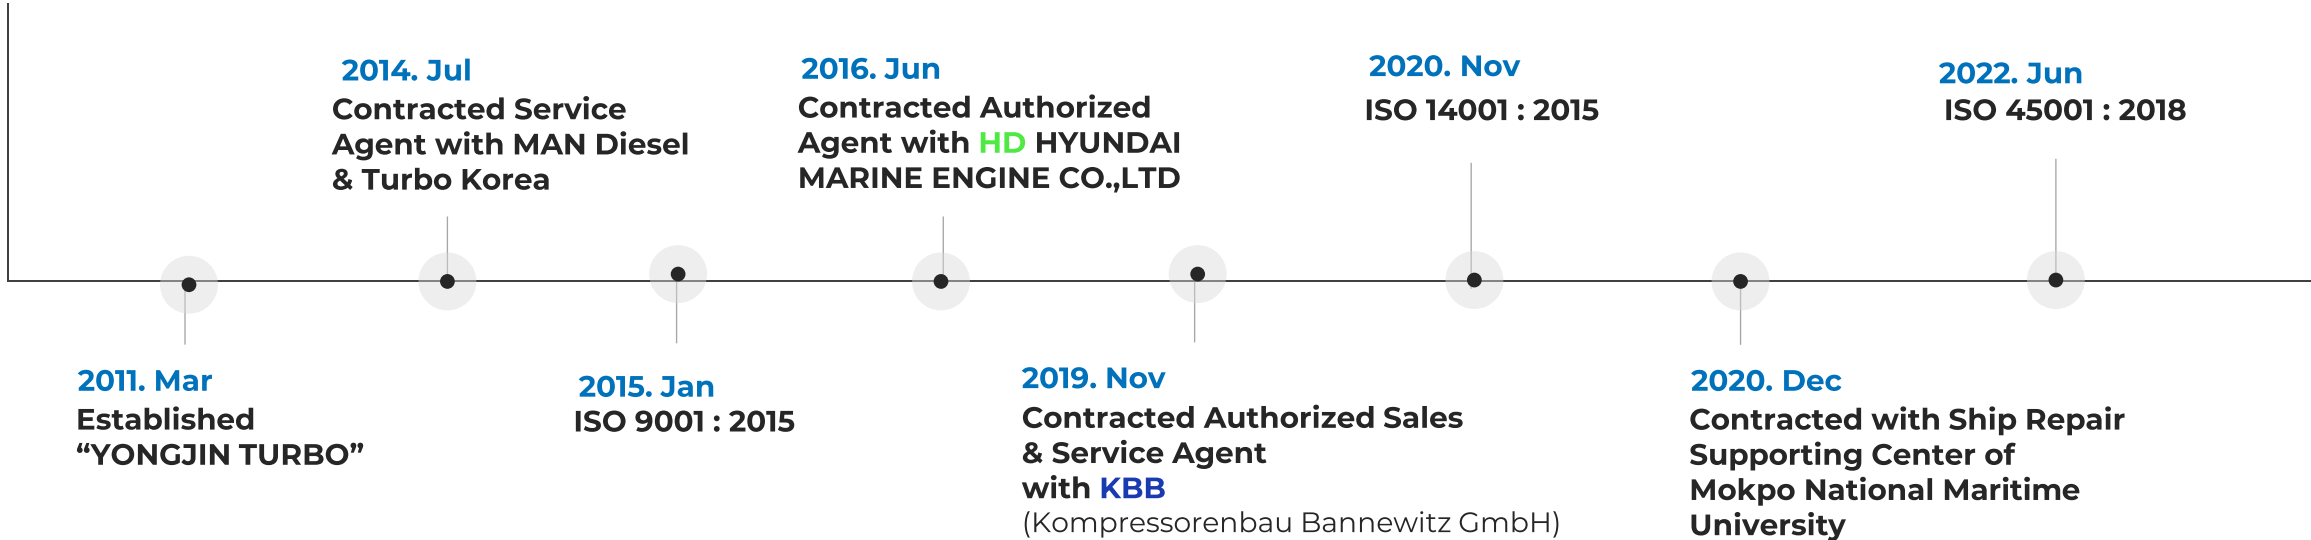 2011. Mar
Established
“YONGJIN TURBO”
2014. Jul
Contracted Service
Agent with MAN Diesel
& Turbo Korea
2015. Jan
ISO 9001 : 2015
2016. Jun
Contracted Authorized
Agent with HD HYUNDAI
MARINE ENGINE CO.,LTD
2019. Nov
Contracted Authorized Sales
& Service Agent
with KBB
(Kompressorenbau Bannewitz GmbH)
2020. Nov
ISO 14001 : 2015
2020. Dec
Contracted with Ship Repair
Supporting Center of
Mokpo National Maritime
University
2022. Jun
ISO 45001 : 2018